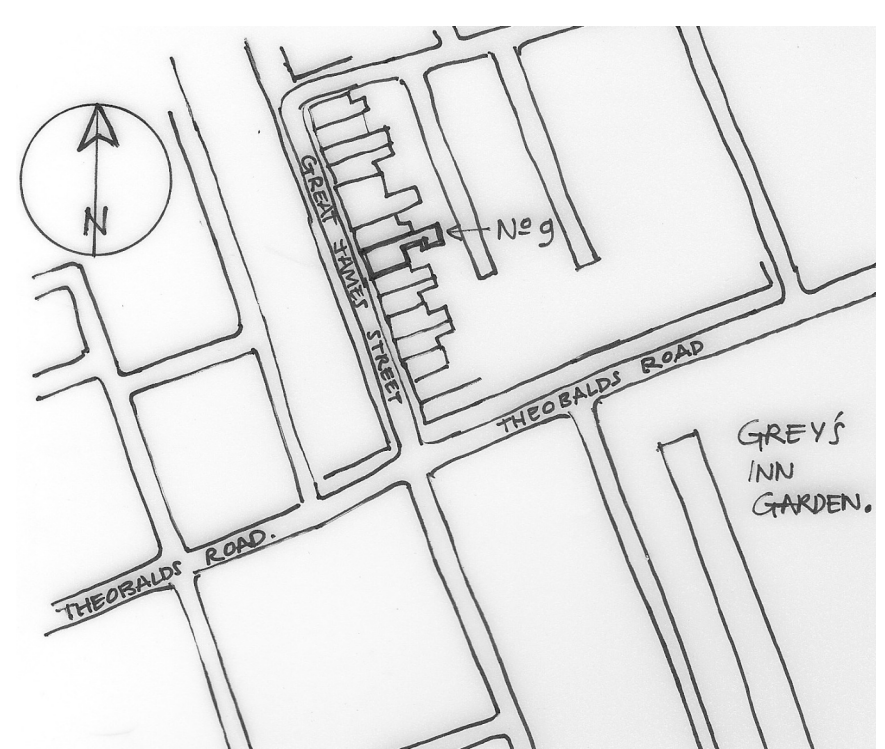 N
GREAT JAMES STREET
Nº 9
THEOBALDS ROAD
GREY'S
INN
GARDEN.
THEOBALDS ROAD.